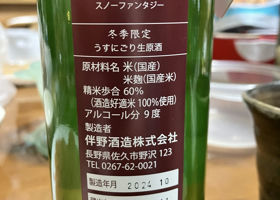 スノーファンタジー
冬季限定
うすにごり生原酒
原材料名 米(国産)
米麹(国産米)
精米歩合 60%
(酒造好適米100%使用)
アルコール分 9度
製造者
伴野酒造株式会社
長野県佐久市野沢123
TEL 0267-62-0021
製造年月 2024.10